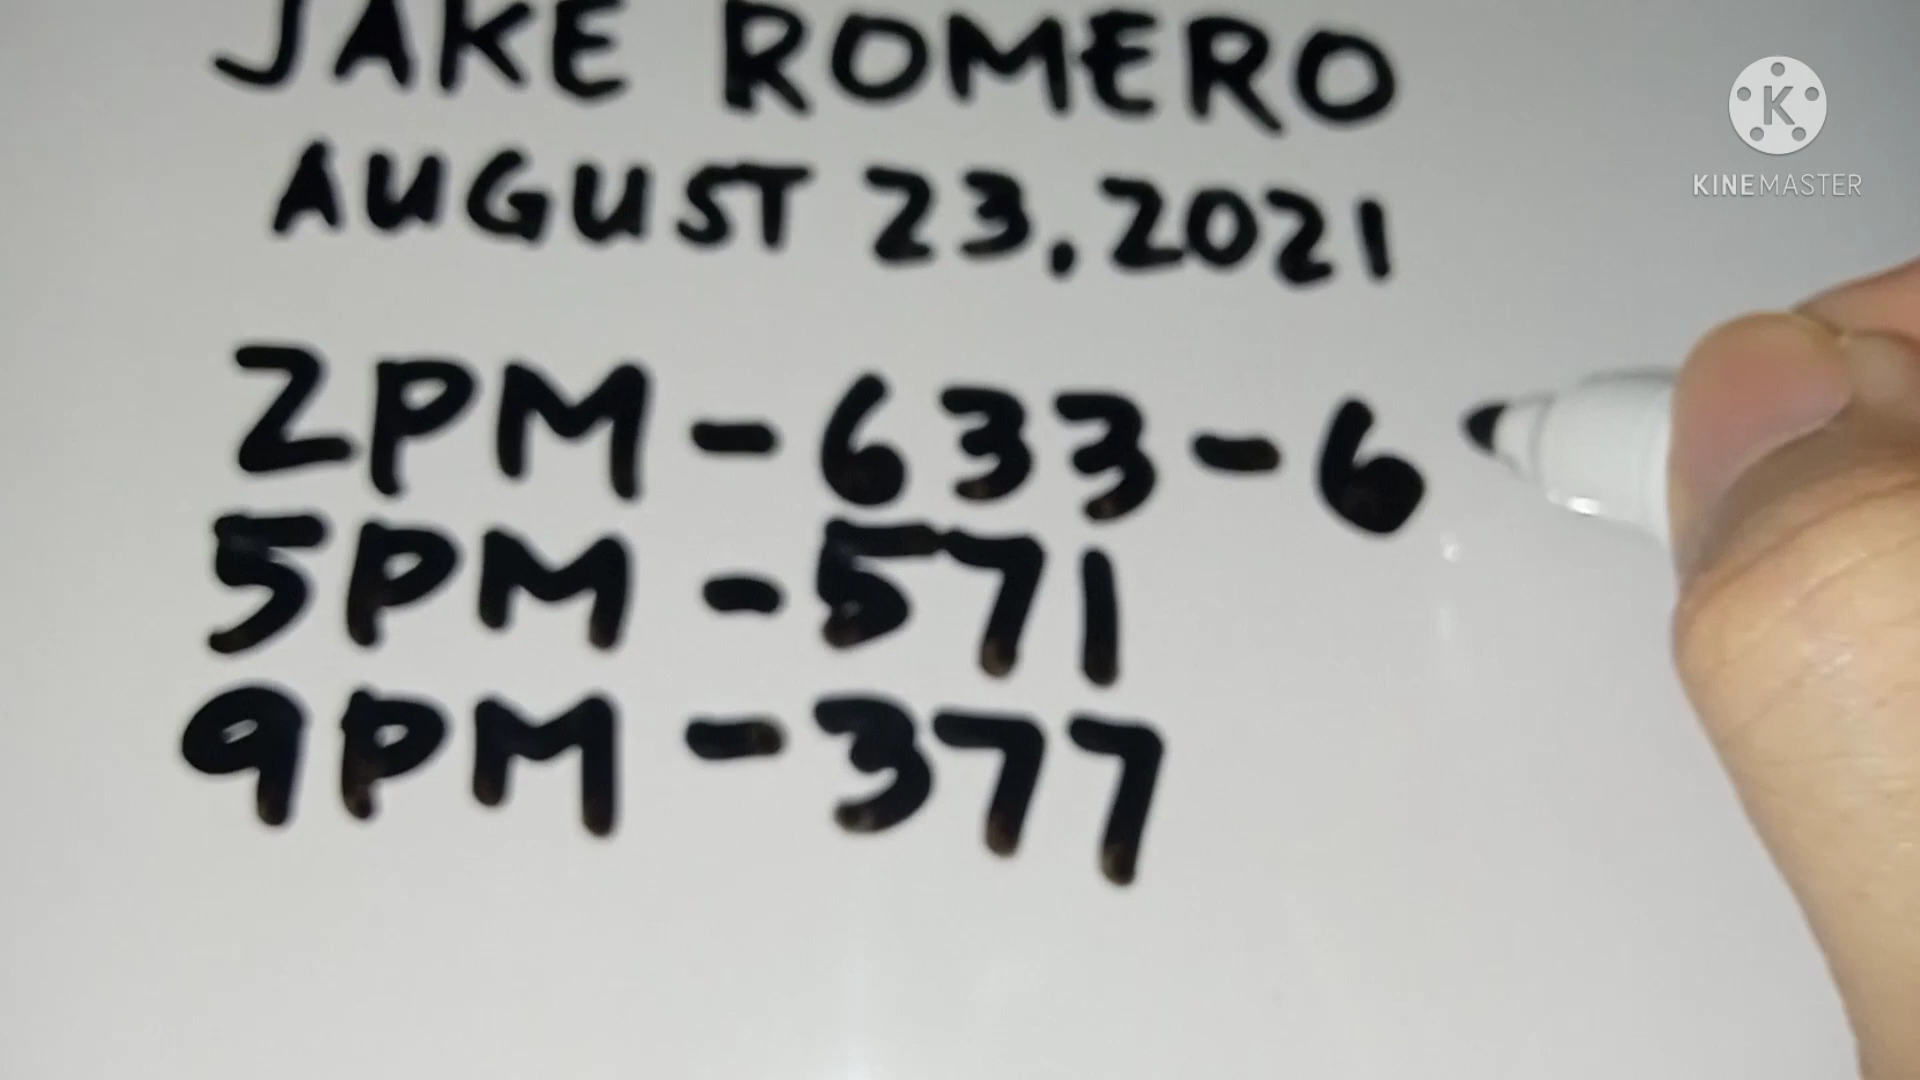 JAKE ROMERO
AUGUST 23, 2021
2PM - 633 - 6
5PM - 571
9PM - 377
K
KINEMASTER